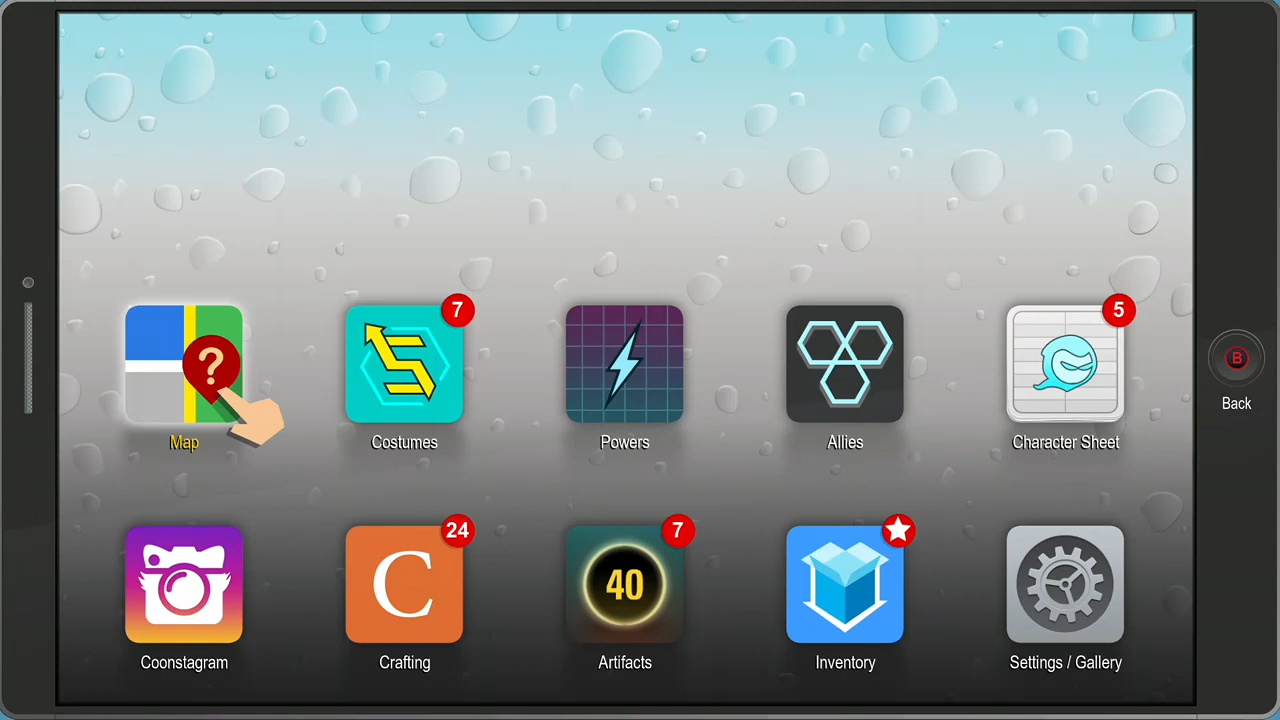 7
5
?
B
Back
Map
Costumes
Powers
Allies
Character Sheet
24
7
C
40
Coonstagram
Crafting
Artifacts
Inventory
Settings / Gallery